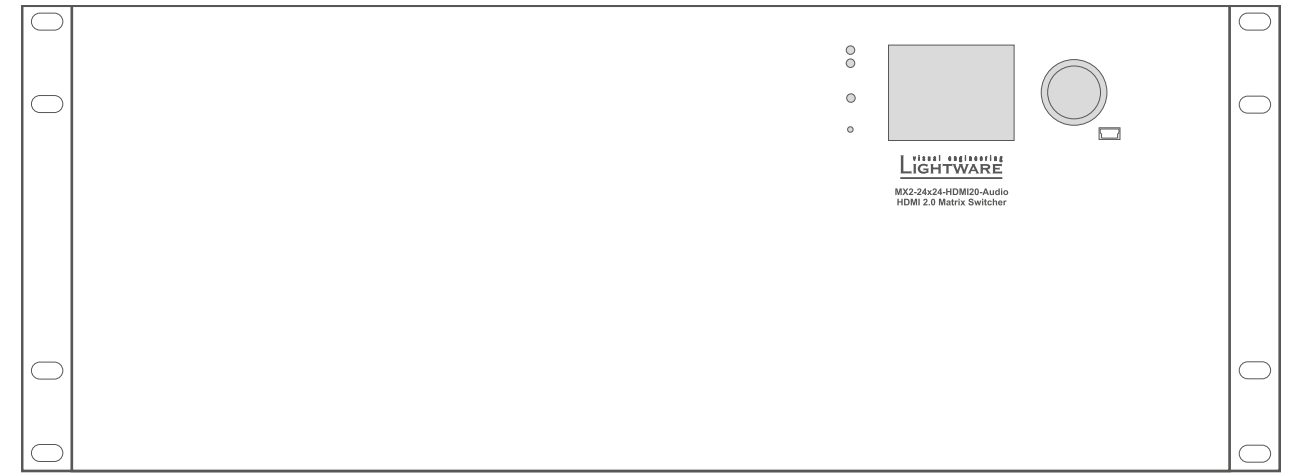 visual engineering
LIGHTWARE
MX2-24x24-HDMI20-Audio
HDMI 2.0 Matrix Switcher